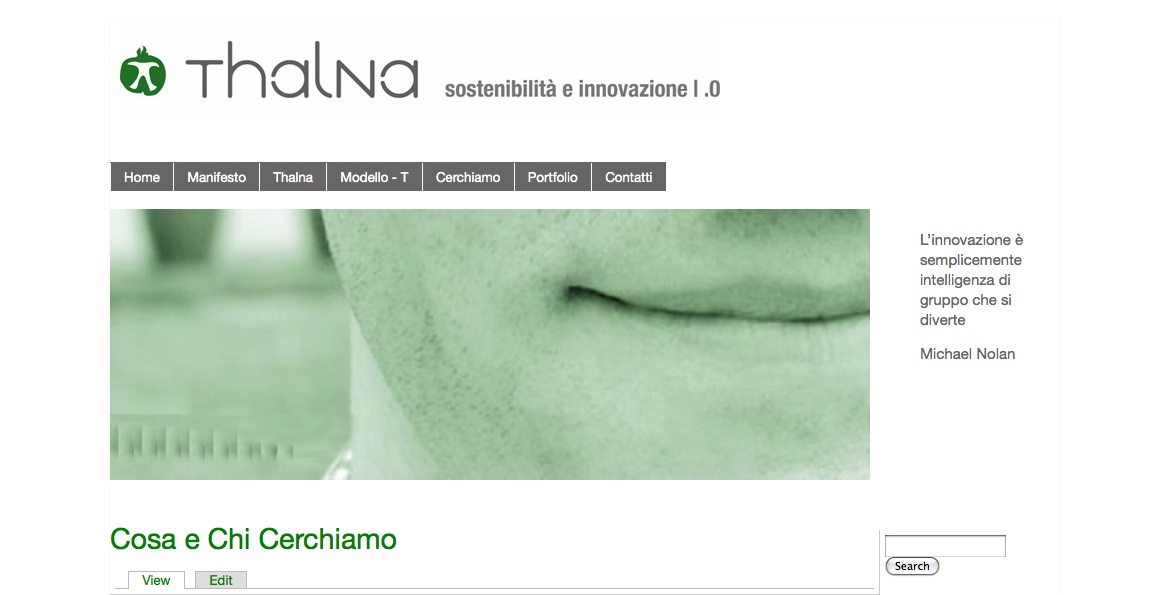 Thalna
sostenibilità e innovazione | .0
Home Manifesto Thalna Modello - T Cerchiamo Portfolio Contatti
L'innovazione è
semplicemente
intelligenza di
gruppo che si
diverte
Michael Nolan
Cosa e Chi Cerchiamo
View Edit
Search